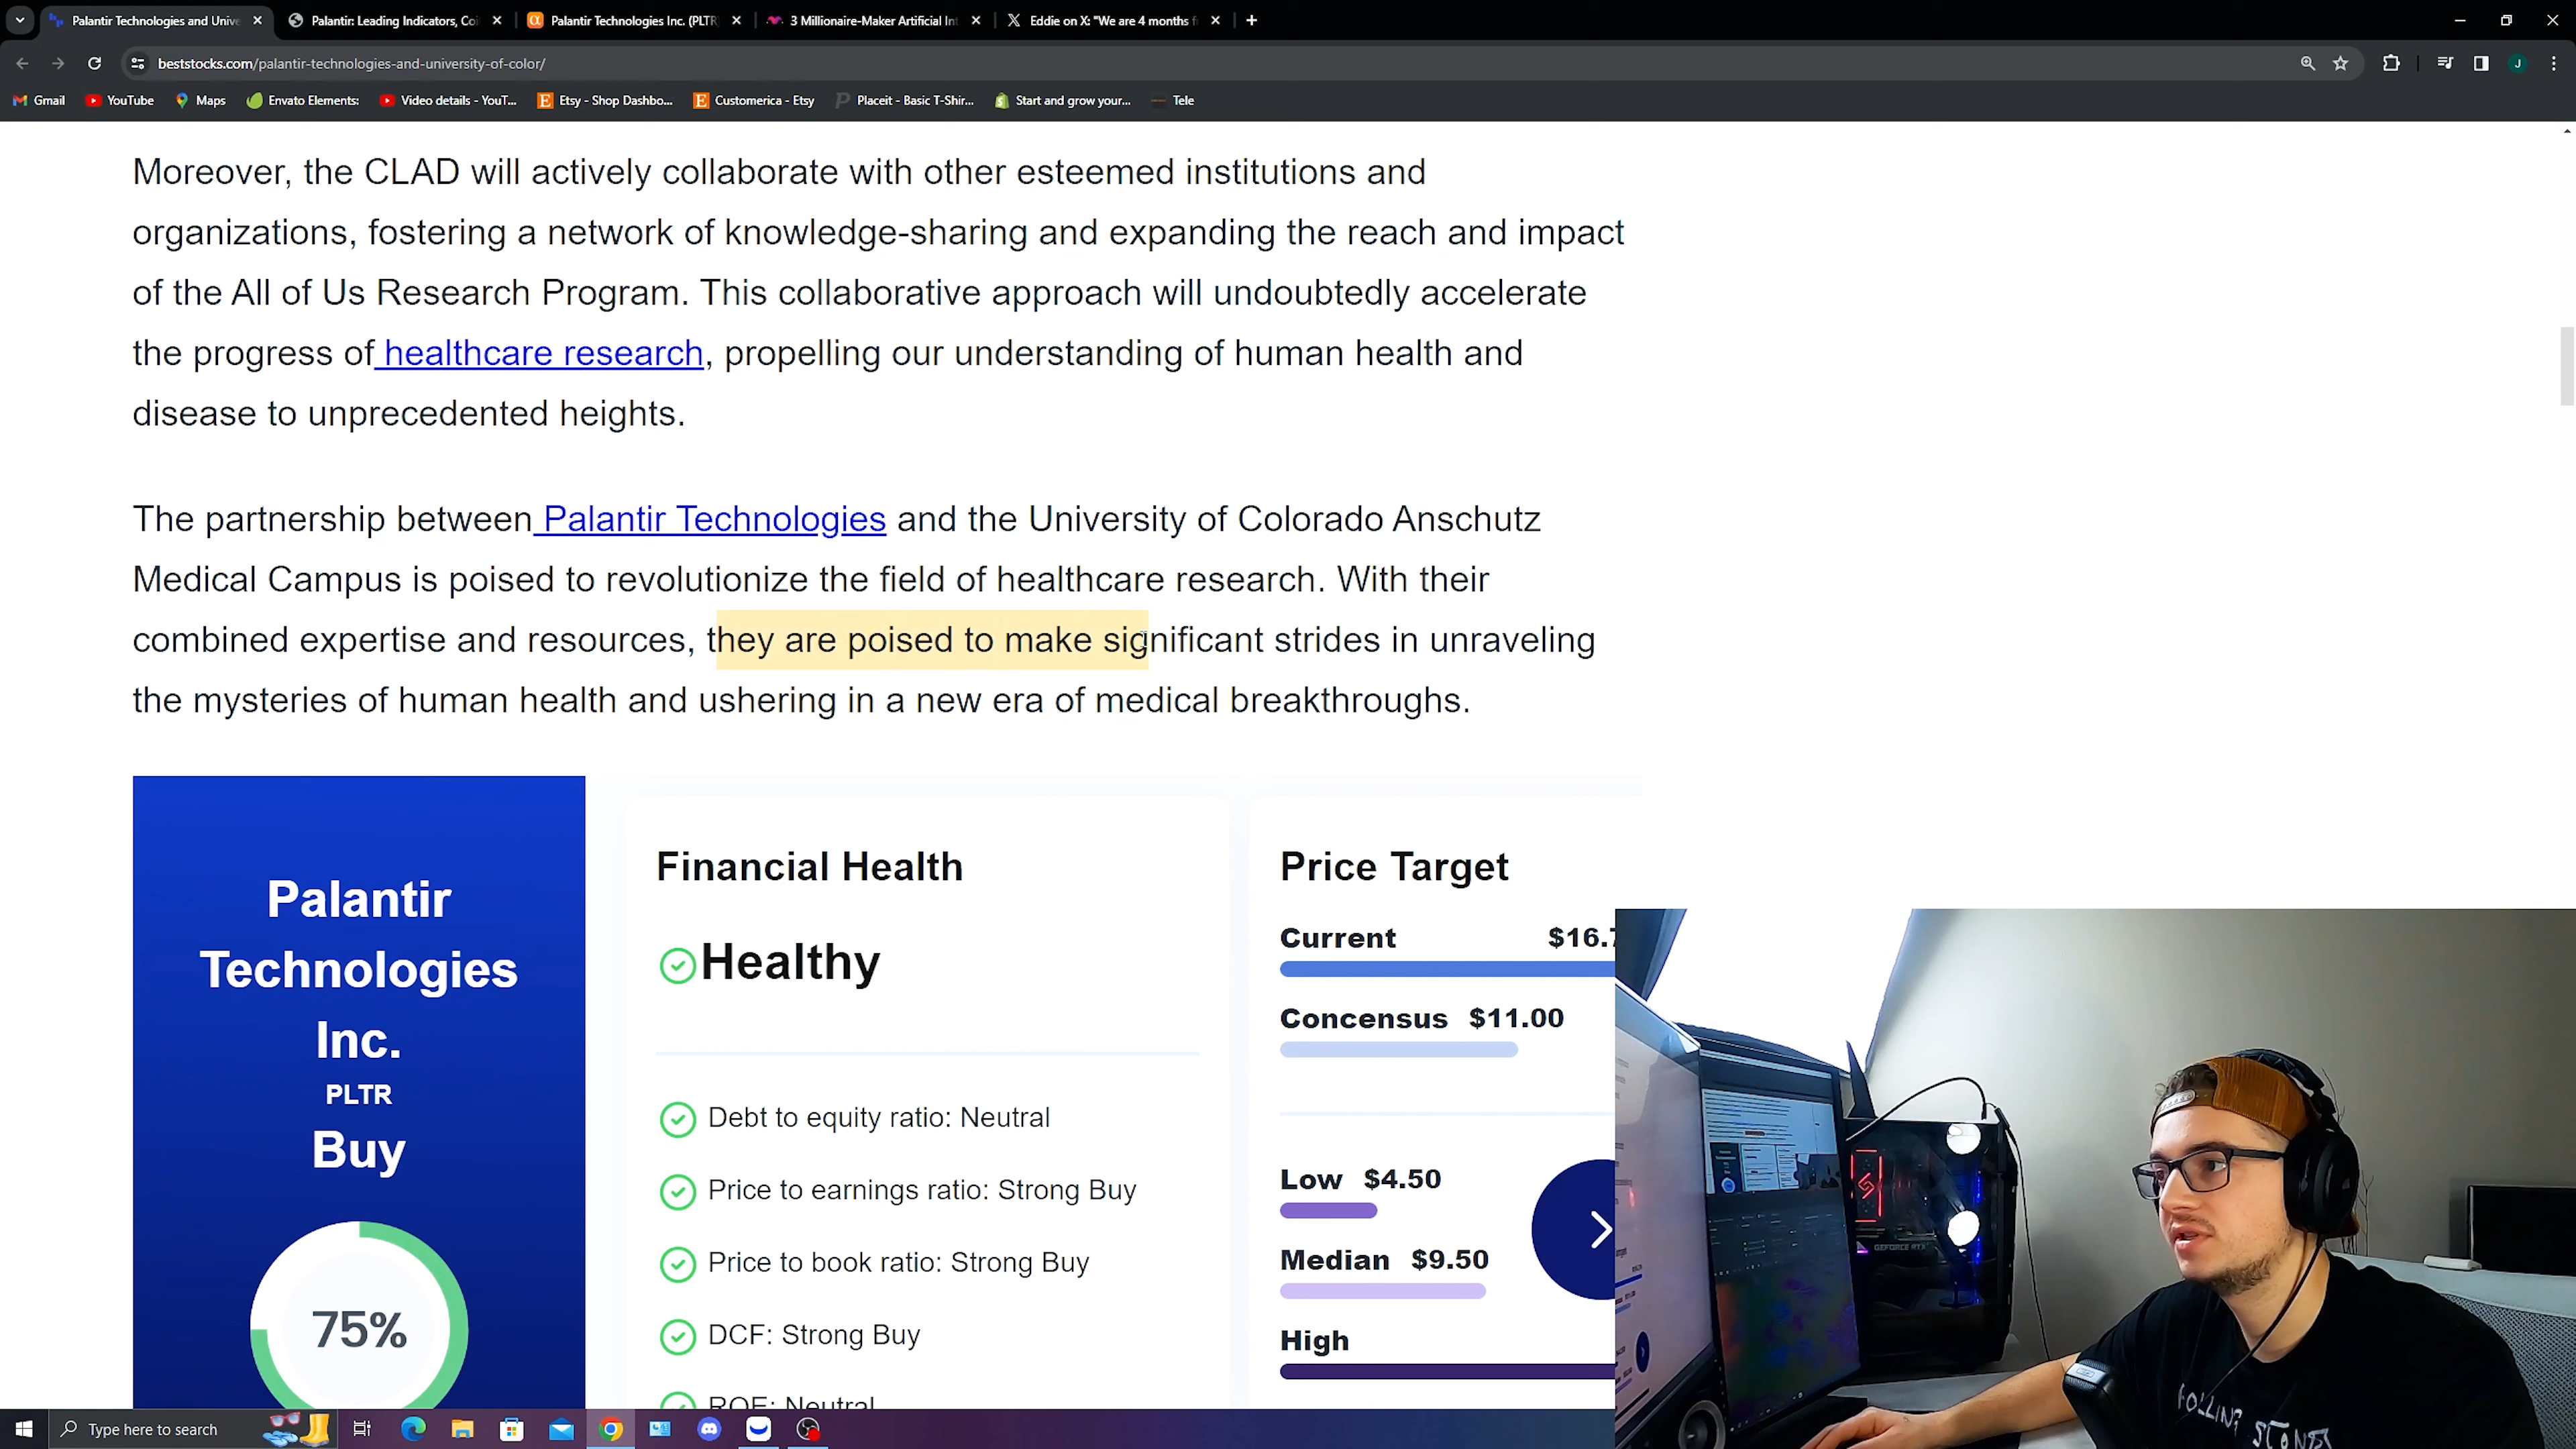 Palantir Technologies and Unive
Palantir: Leading Indicators, Co
Palantir Technologies Inc. (PLTR
3 Millionaire-Maker Artificial Int
Eddie on X: "We are 4 months f
beststocks.com/palantir-technologies-and-university-of-color/
J
Gmail
YouTube
Maps
Envato Elements:
Video details - YouT...
Etsy - Shop Dashbo...
Customerica - Etsy
Placeit - Basic T-Shir...
Start and grow your...
Tele
Moreover, the CLAD will actively collaborate with other esteemed institutions and
organizations, fostering a network of knowledge-sharing and expanding the reach and impact
of the All of Us Research Program. This collaborative approach will undoubtedly accelerate
the progress of healthcare research, propelling our understanding of human health and
disease to unprecedented heights.
The partnership between Palantir Technologies and the University of Colorado Anschutz
Medical Campus is poised to revolutionize the field of healthcare research. With their
combined expertise and resources, they are poised to make significant strides in unraveling
the mysteries of human health and ushering in a new era of medical breakthroughs.
Palantir
Technologies
Inc.
PLTR
Buy
75%
Financial Health
Healthy
Debt to equity ratio: Neutral
Price to earnings ratio: Strong Buy
Price to book ratio: Strong Buy
DCF: Strong Buy
ROE: Neutral
Price Target
Current $16.7
Concensus $11.00
Low $4.50
Median $9.50
High
GEFORCE RTX
Type here to search